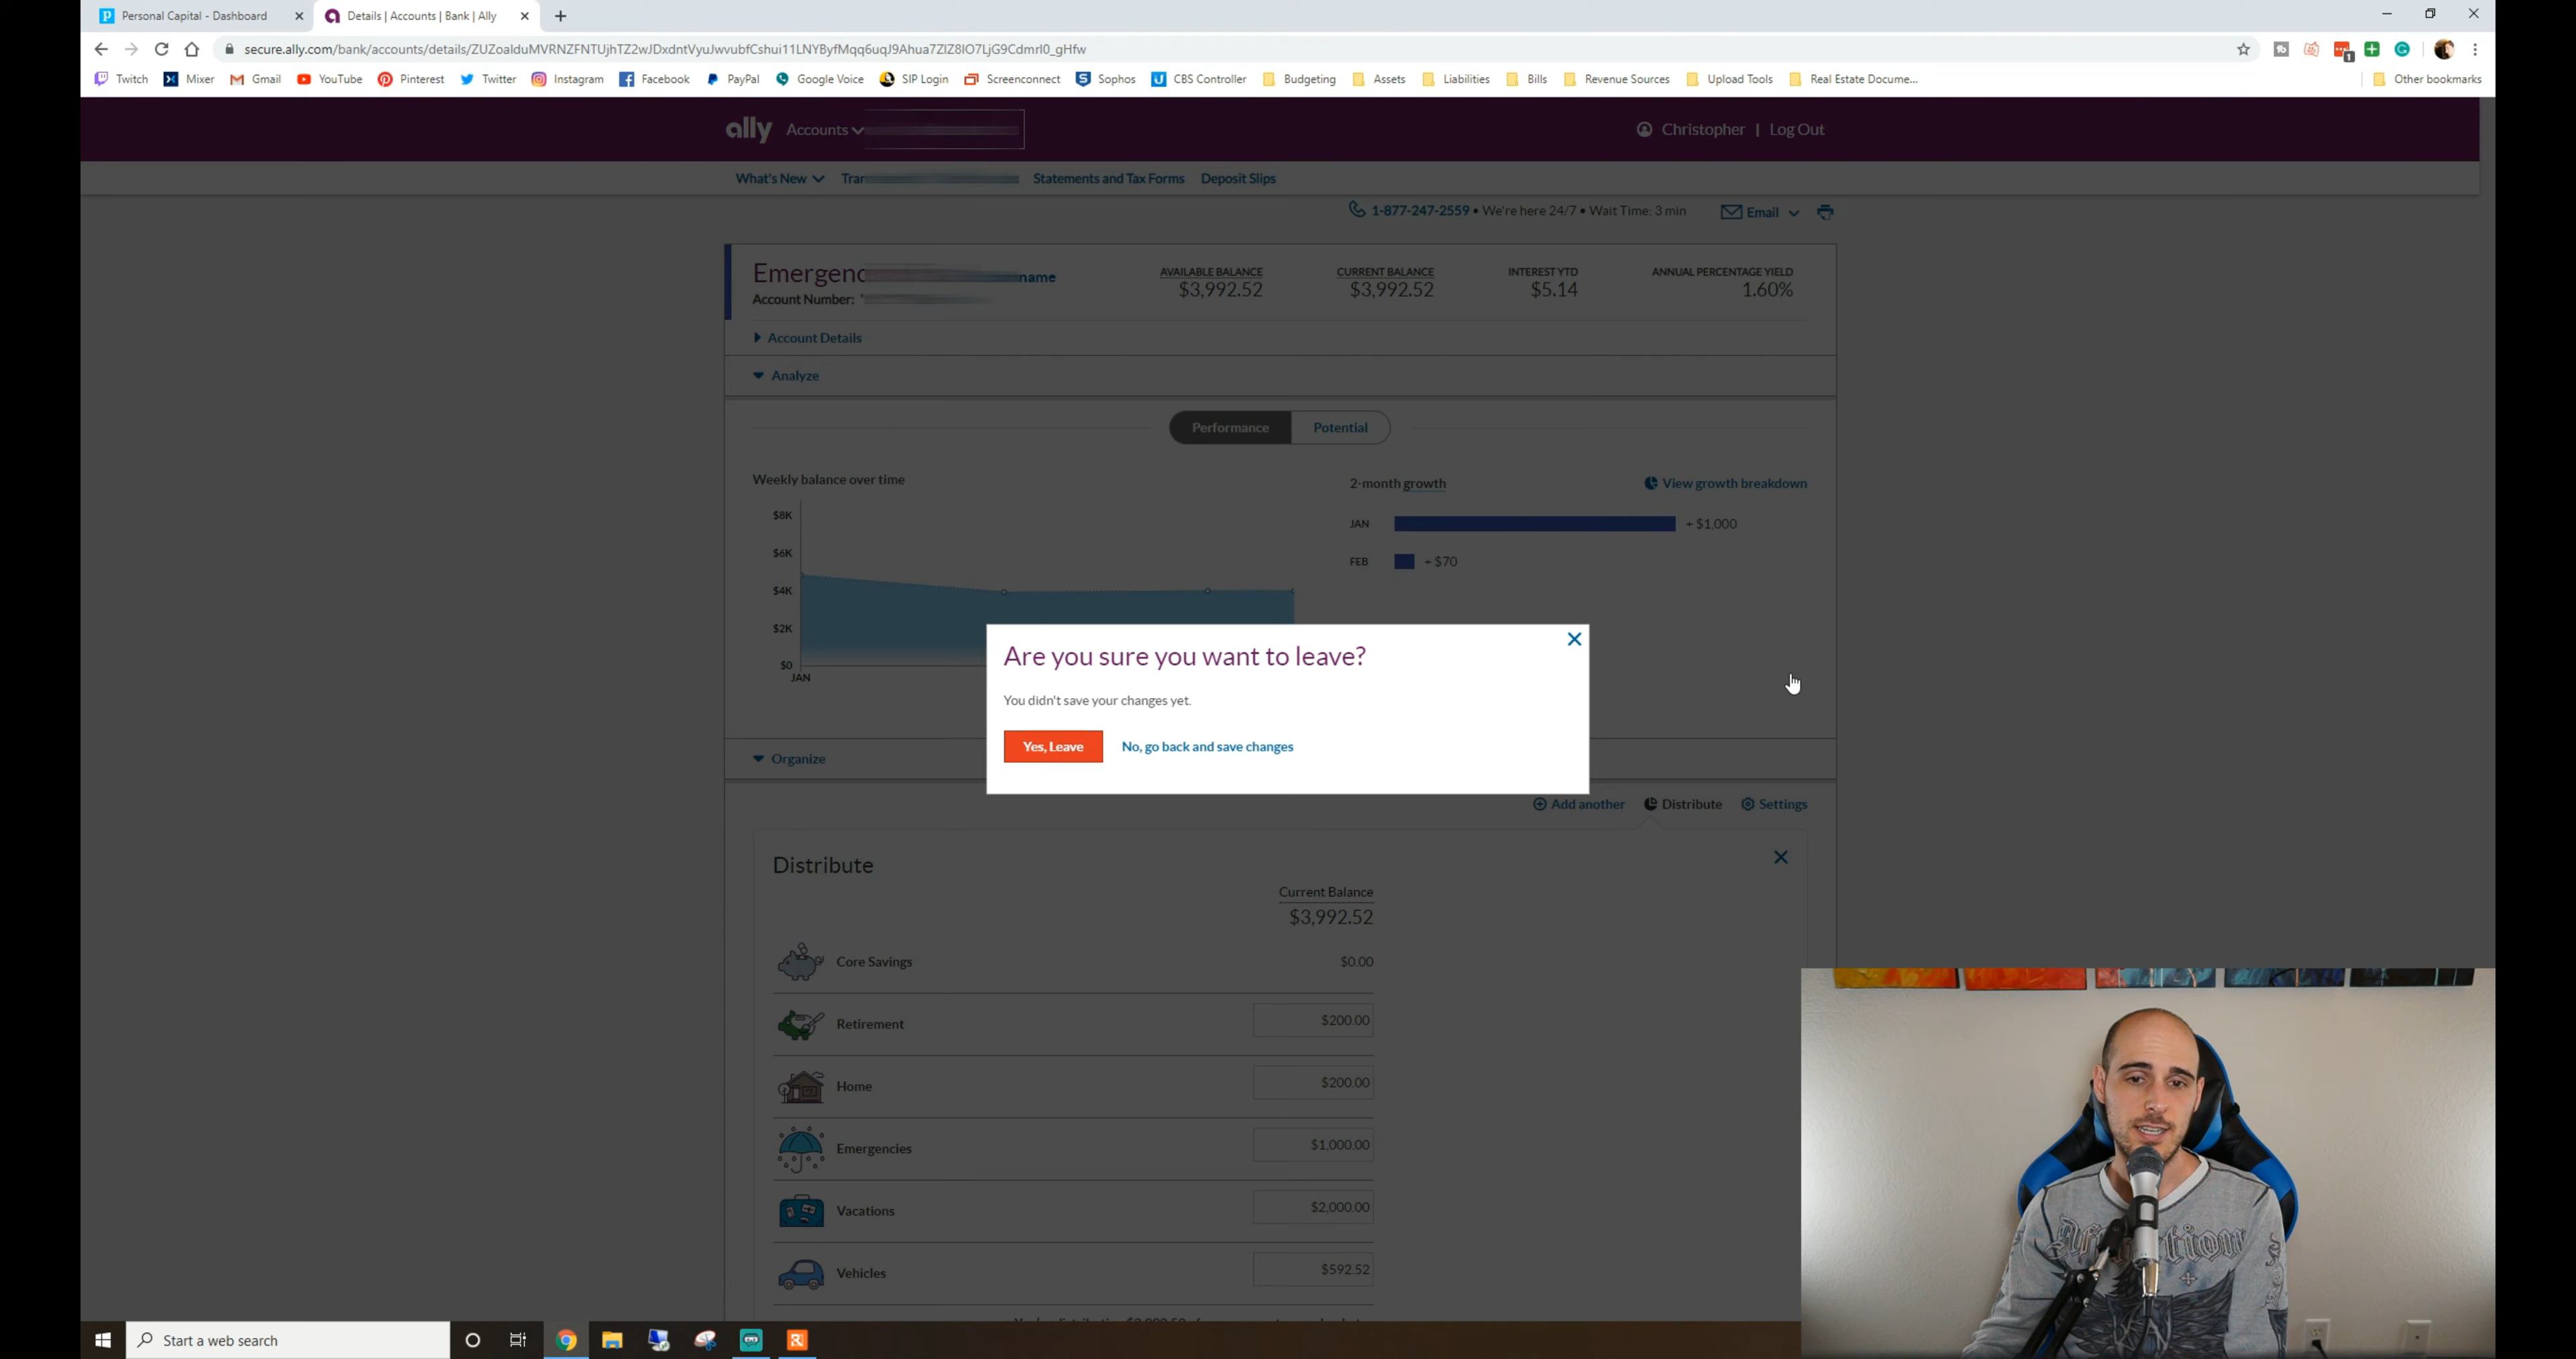 Personal Capital - Dashboard
Details | Accounts | Bank | Ally
secure.ally.com/bank/accounts/details/
Twitch Mixer Gmail YouTube Pinterest Twitter Instagram Facebook PayPal Google Voice SIP Login Screenconnect Sophos CBS Controller Budgeting Assets Liabilities Bills Revenue Sources Upload Tools Real Estate Docume... Other bookmarks
ally Accounts Christopher | Log Out
What's New Statements and Tax Forms Deposit Slips
1-877-247-2559 • We're here 24/7 • Wait Time: 3 min Email
Emergenc name AVAILABLE BALANCE CURRENT BALANCE INTEREST YTD ANNUAL PERCENTAGE YIELD
Account Number: $3,992.52 $3,992.52 $5.14 1.60%
Account Details
Analyze
Performance Potential
Weekly balance over time
2-month growth View growth breakdown
$8K
$6K
$4K
$2K
$0
JAN
JAN + $1,000
FEB + $70
Are you sure you want to leave?
You didn't save your changes yet.
Yes, Leave No, go back and save changes
Organize
Add another Distribute Settings
Distribute
Current Balance
$3,992.52
Core Savings $0.00
Retirement $200.00
Home $200.00
Emergencies $1,000.00
Vacations $2,000.00
Vehicles $592.52
Start a web search